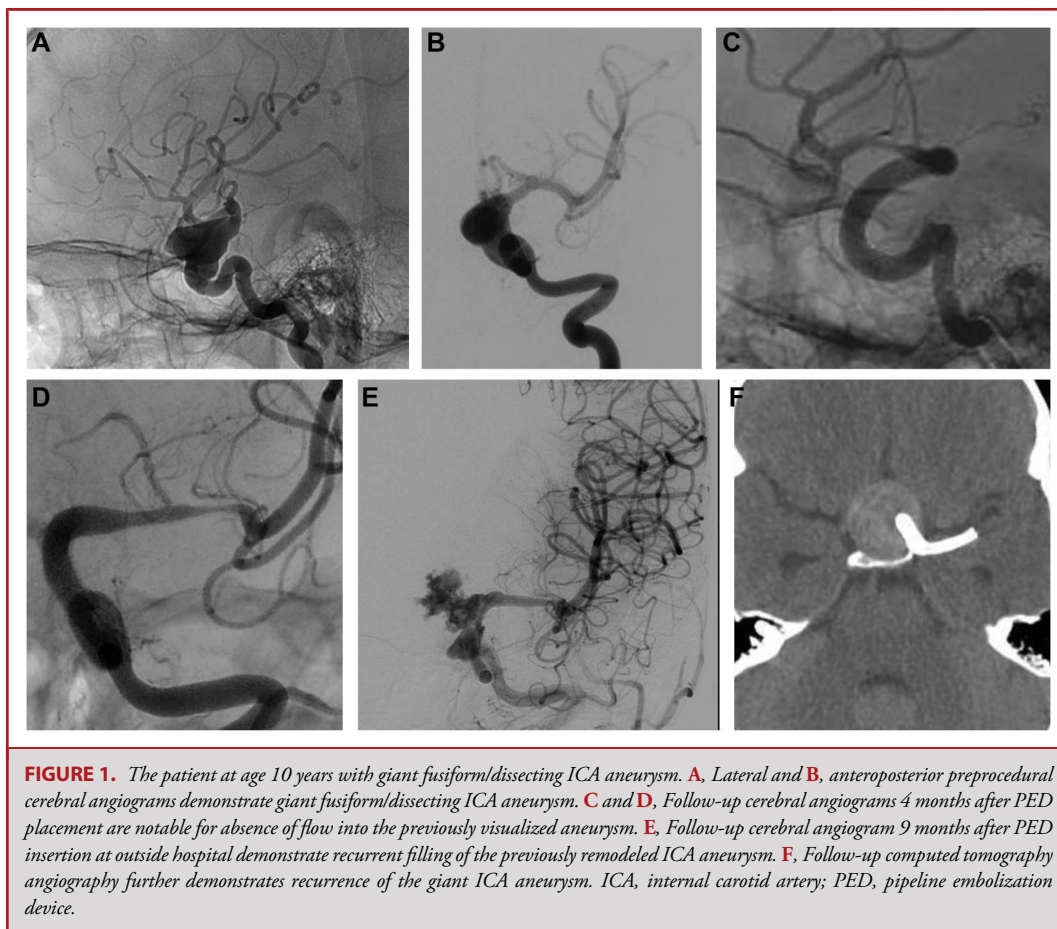 A
B
C
D
E
F
FIGURE 1. The patient at age 10 years with giant fusiform/dissecting ICA aneurysm. A, Lateral and B, anteroposterior preprocedural
cerebral angiograms demonstrate giant fusiform/dissecting ICA aneurysm. C and D, Follow-up cerebral angiograms 4 months after PED
placement are notable for absence of flow into the previously visualized aneurysm. E, Follow-up cerebral angiogram 9 months after PED
insertion at outside hospital demonstrate recurrent filling of the previously remodeled ICA aneurysm. F, Follow-up computed tomography
angiography further demonstrates recurrence of the giant ICA aneurysm. ICA, internal carotid artery; PED, pipeline embolization
device.